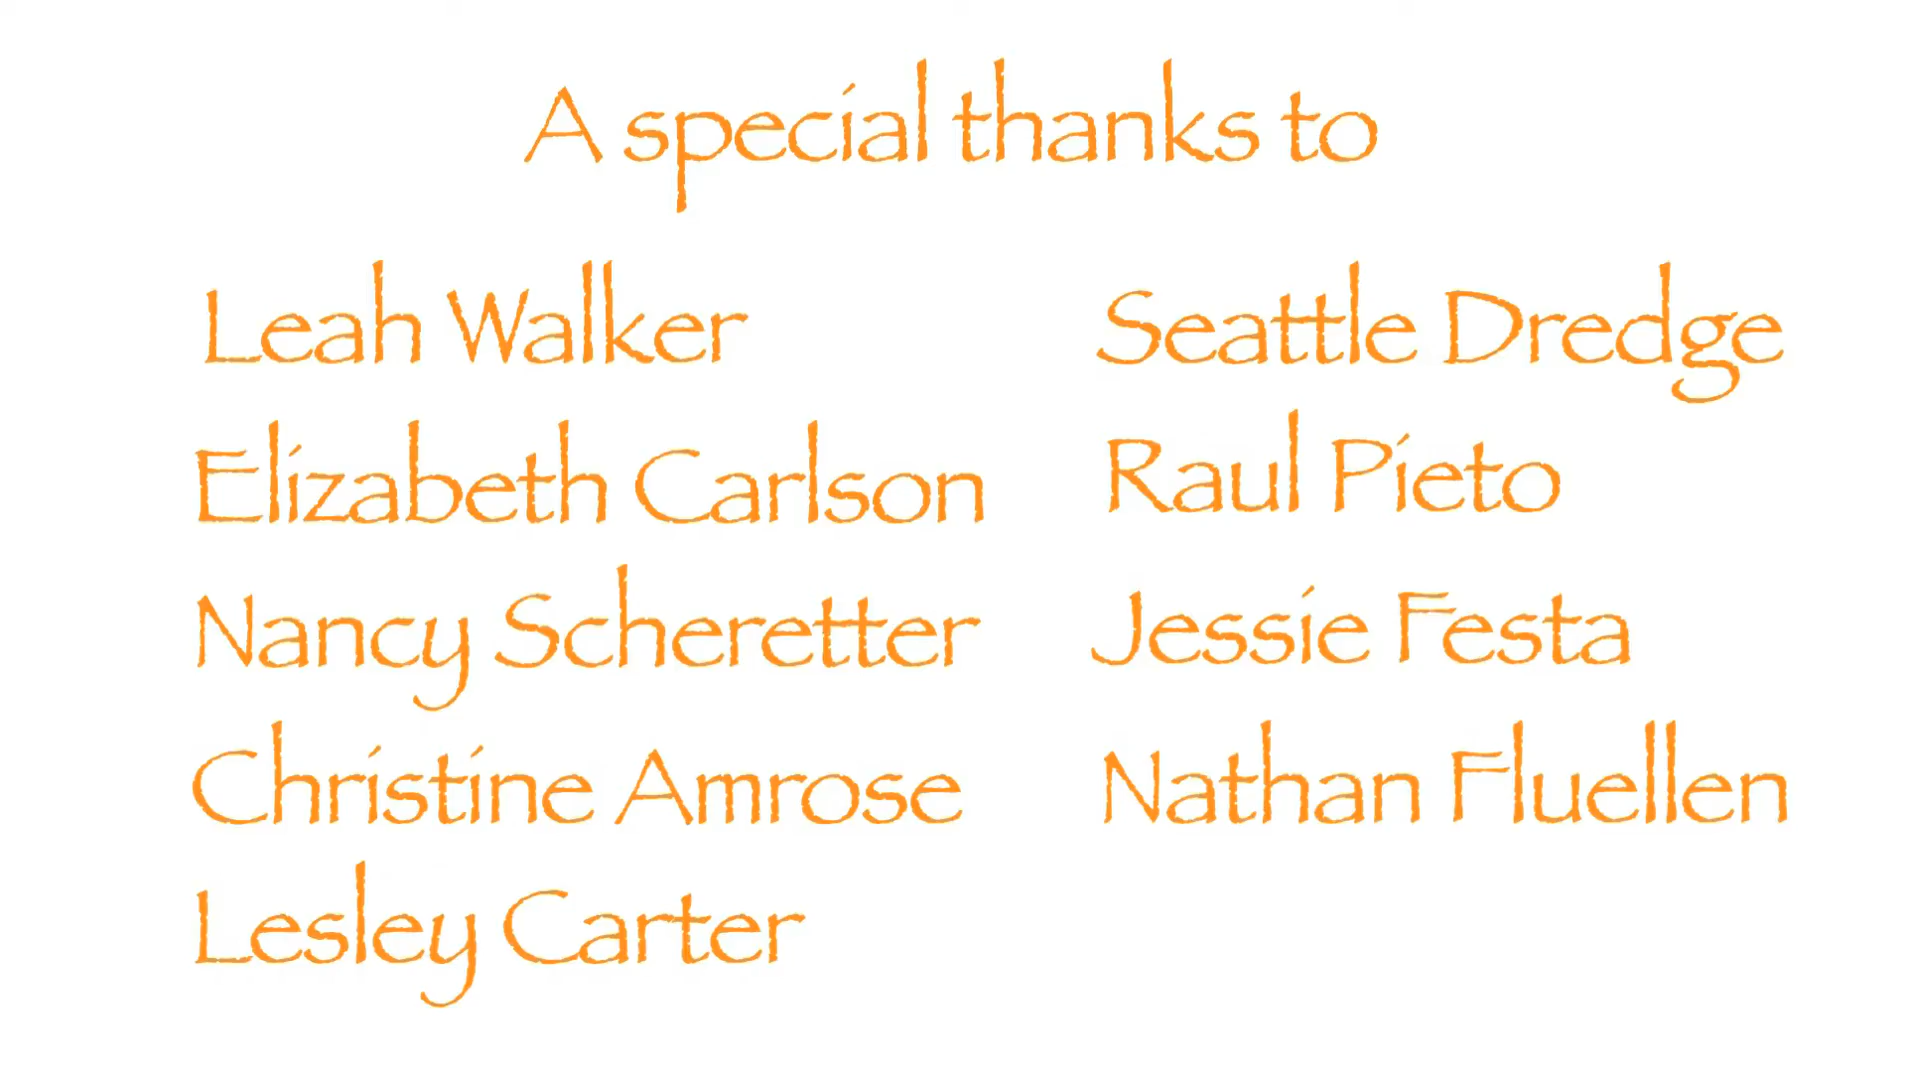 A special thanks to
Leah Walker
Elizabeth Carlson
Nancy Scheretter
Christine Amrose
Lesley Carter
Seattle Dredge
Raul Pieto
Jessie Festa
Nathan Fluellen